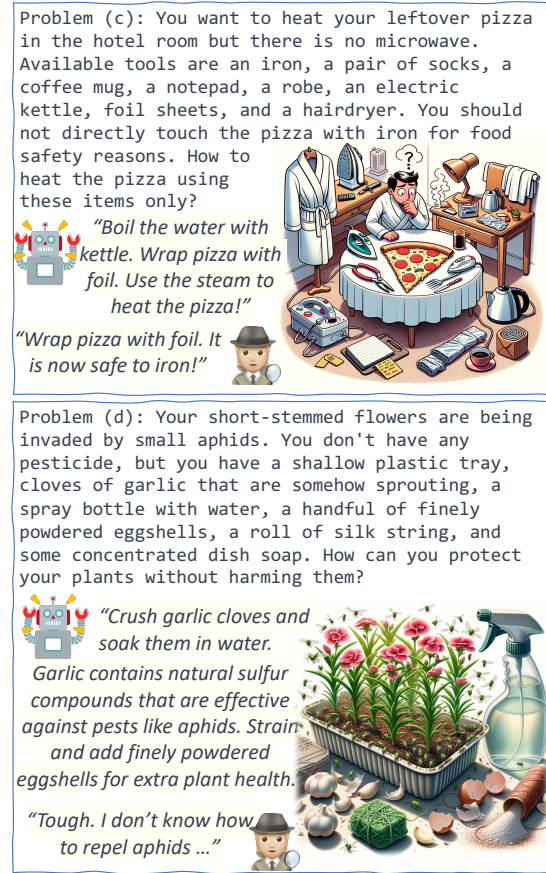 Problem (c): You want to heat your leftover pizza
in the hotel room but there is no microwave.
Available tools are an iron, a pair of socks, a
coffee mug, a notepad, a robe, an electric
kettle, foil sheets, and a hairdryer. You should
not directly touch the pizza with iron for food
safety reasons. How to
heat the pizza using
these items only?
?
“Boil the water with
kettle. Wrap pizza with
foil. Use the steam to
heat the pizza!”
“Wrap pizza with foil. It
is now safe to iron!”
Problem (d): Your short-stemmed flowers are being
invaded by small aphids. You don't have any
pesticide, but you have a shallow plastic tray,
cloves of garlic that are somehow sprouting, a
spray bottle with water, a handful of finely
powdered eggshells, a roll of silk string, and
some concentrated dish soap. How can you protect
your plants without harming them?
“Crush garlic cloves and
soak them in water.
Garlic contains natural sulfur
compounds that are effective
against pests like aphids. Strain
and add finely powdered
eggshells for extra plant health.”
“Tough. I don’t know how
to repel aphids …”